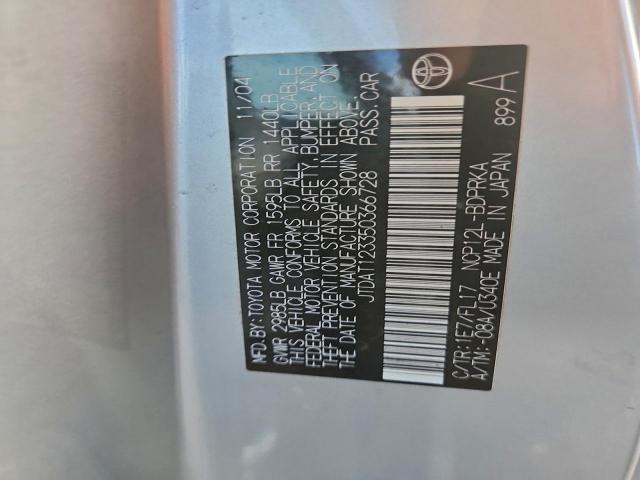 MFD.BY:TOYOTA MOTOR CORPORATION 11/04
GVWR 2985LB GAWR FR 1595LB RR 1440LB
THIS VEHICLE CONFORMS TO ALL APPLICABLE
FEDERAL MOTOR VEHICLE SAFETY, BUMPER, AND
THEFT PREVENTION STANDARDS IN EFFECT ON
THE DATE OF MANUFACTURE SHOWN ABOVE.
JTDAT123350366728 PASS.CAR
C/TR:1E7/FL17 NCP12L-BDPRKA 899 A
A/TM:-08A/U340E MADE IN JAPAN